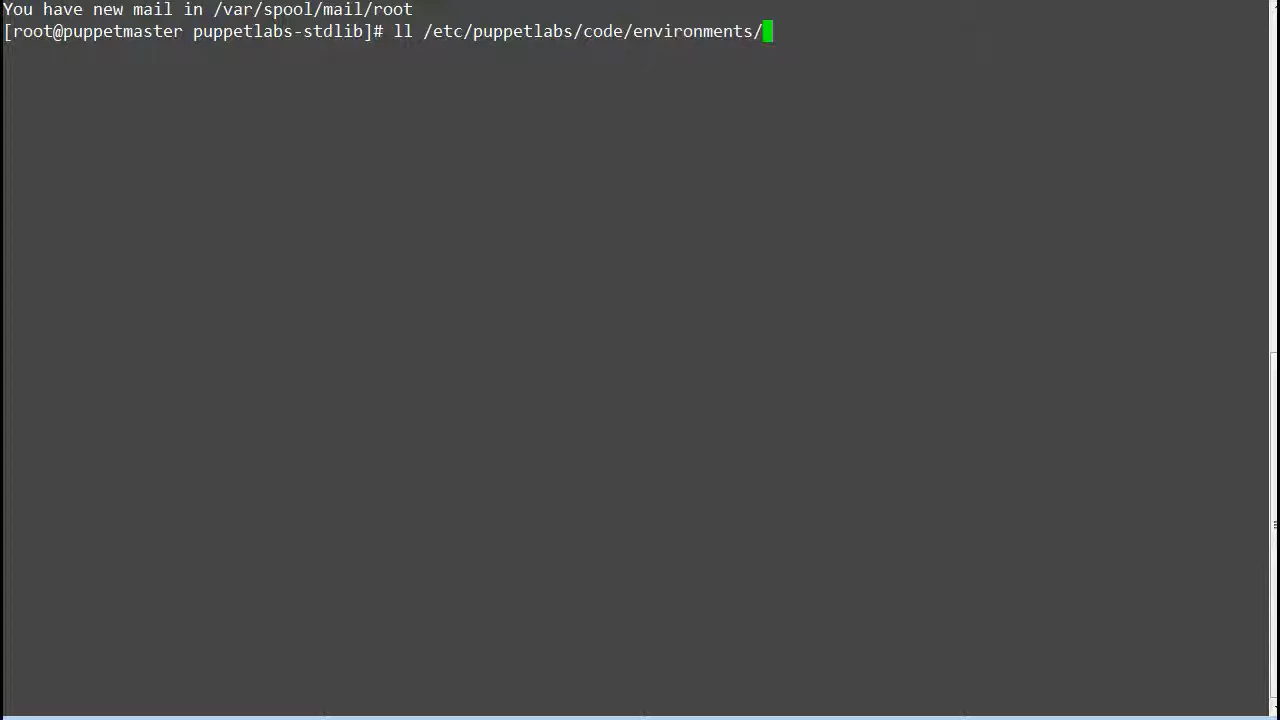 You have new mail in /var/spool/mail/root
[root@puppetmaster puppetlabs-stdlib]# ll /etc/puppetlabs/code/environments/